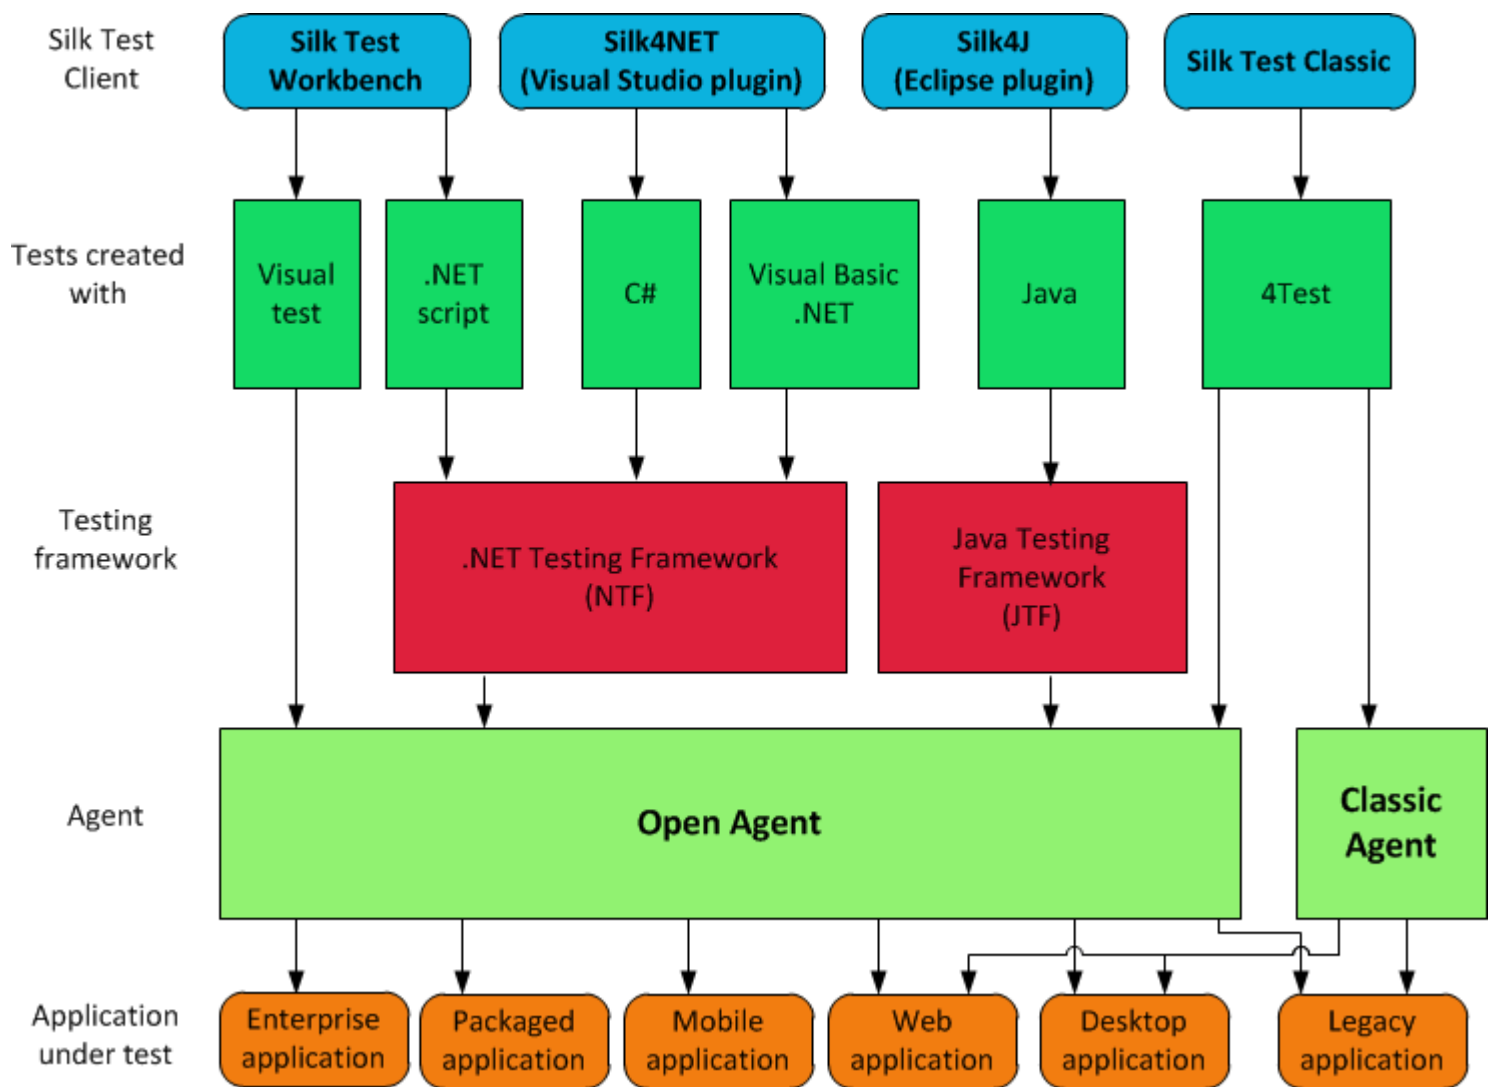 Silk Test
Client
Silk Test
Workbench
Silk4NET
(Visual Studio plugin)
Silk4J
(Eclipse plugin)
Silk Test Classic
Tests created
with
Visual
test
.NET
script
C#
Visual Basic
.NET
Java
4Test
Testing
framework
.NET Testing Framework
(NTF)
Java Testing
Framework
(JTF)
Agent
Open Agent
Classic
Agent
Application
under test
Enterprise
application
Packaged
application
Mobile
application
Web
application
Desktop
application
Legacy
application